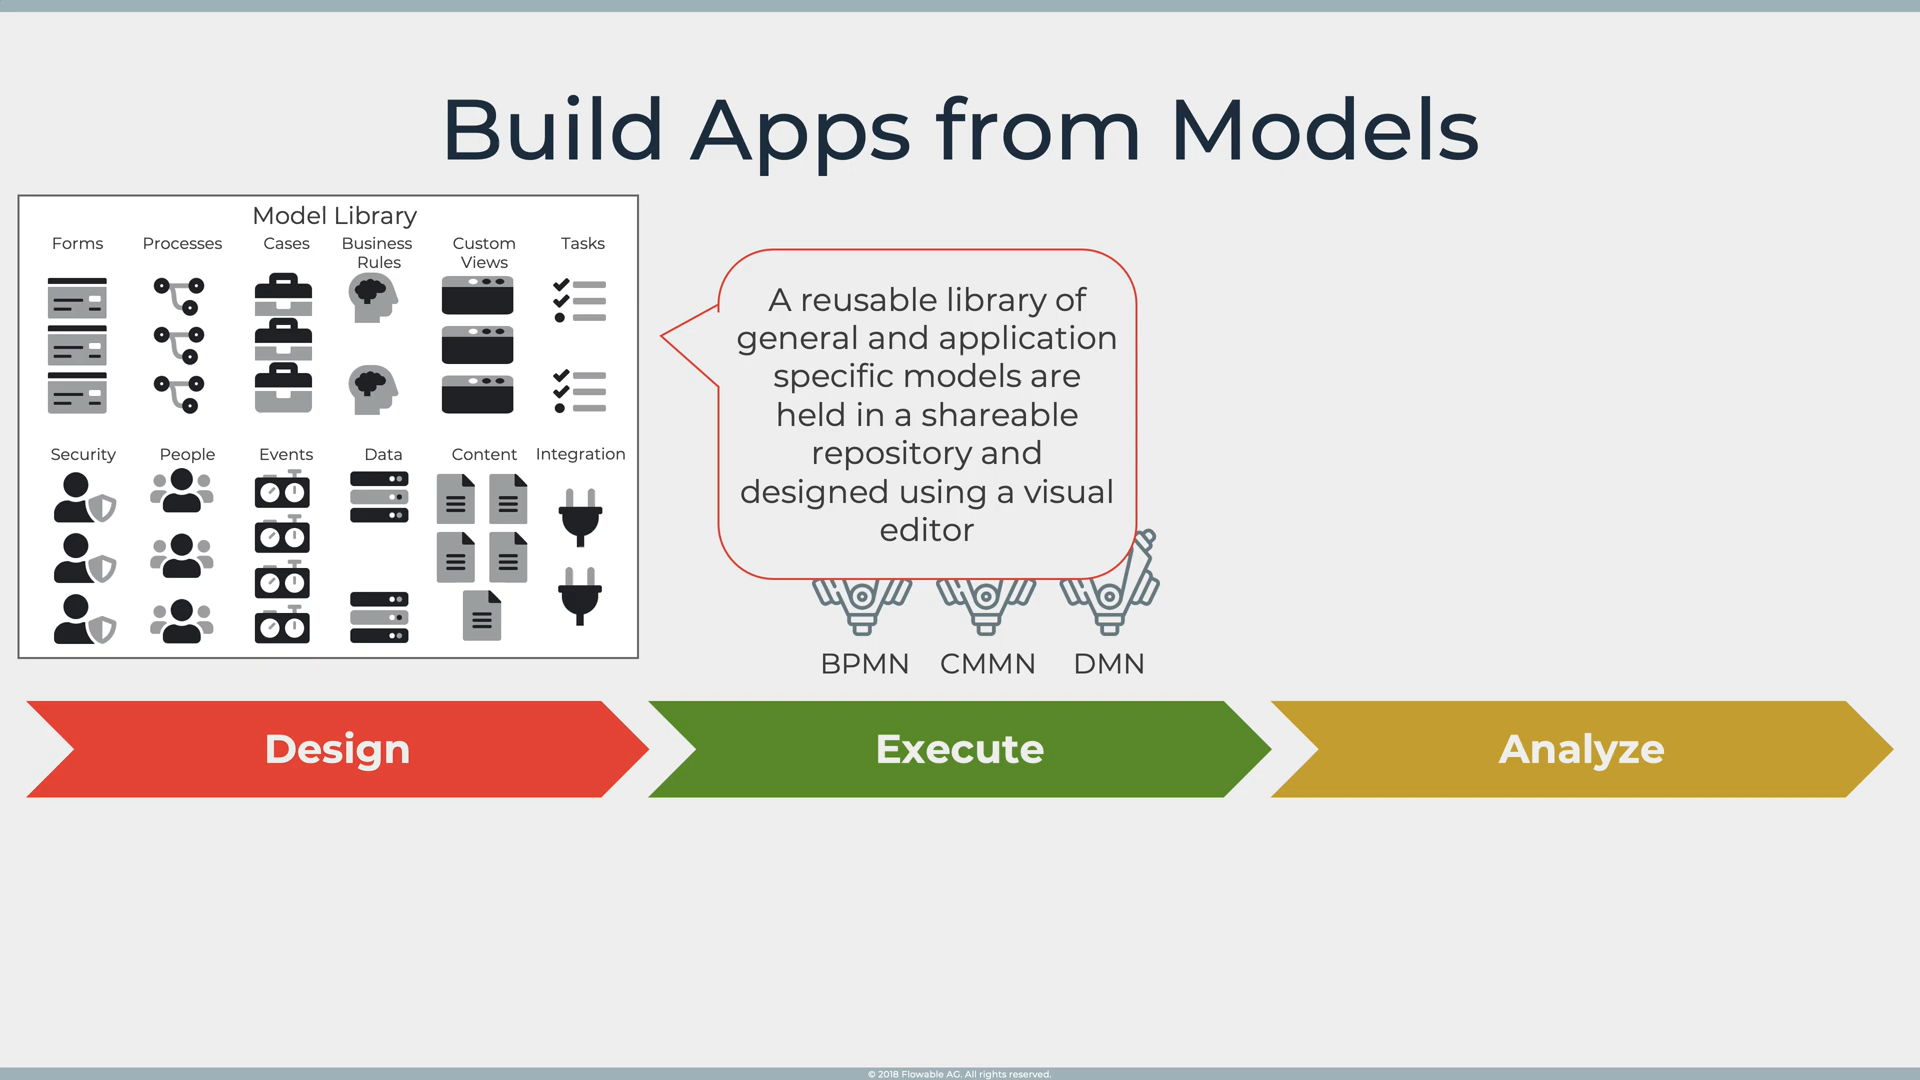 Build Apps from Models
Model Library
Forms
Processes
Cases
Business
Rules
Custom
Views
Tasks
Security
People
Events
Data
Content
Integration
A reusable library of
general and application
specific models are
held in a shareable
repository and
designed using a visual
editor
BPMN
CMMN
DMN
Design
Execute
Analyze
© 2018 Flowable AG. All rights reserved.